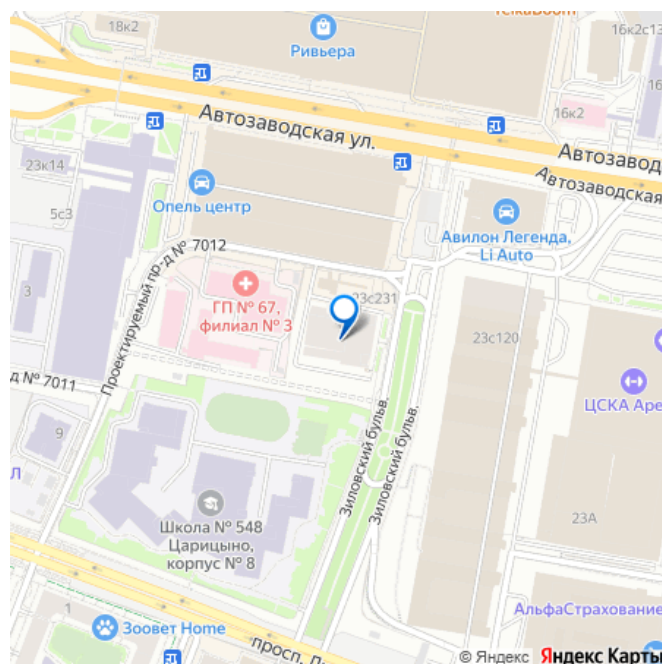 TelkaBoom
18к2
Ривьера
16к2с13
16к2
Автозаводская ул.
Автозавод
Автозаводская
23к14
Опель центр
5с3
Авилон Легенда,
Li Auto
Проектируемый пр-д № 7012
3
ГП № 67,
филиал № 3
23с231
23с120
ЦСКА Аре
д № 7011
9
Зиловский бульв.
Зиловский бульв.
Л
Школа № 548
Царицыно,
корпус № 8
23А
1
Зоовет Home
АльфаСтрахование
просп. Л
© Яндекс Яндекс Карты